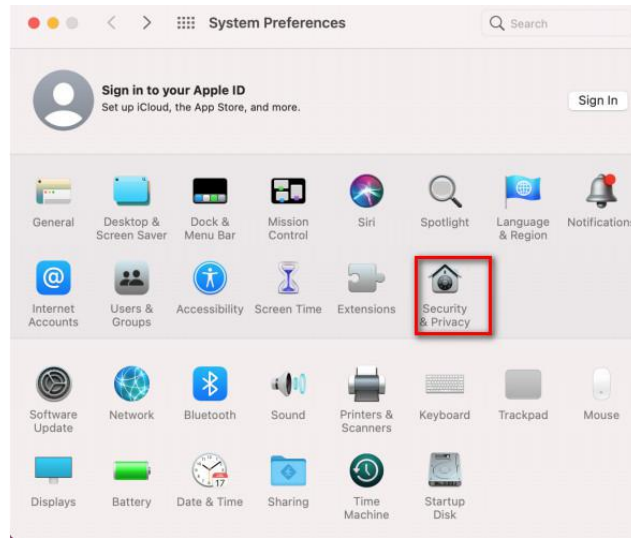 System Preferences
Search
Sign in to your Apple ID
Set up iCloud, the App Store, and more.
Sign In
General
Desktop &
Screen Saver
Dock &
Menu Bar
Mission
Control
Siri
Spotlight
Language
& Region
Notifications
Internet
Accounts
Users &
Groups
Accessibility
Screen Time
Extensions
Security
& Privacy
Software
Update
Network
Bluetooth
Sound
Printers &
Scanners
Keyboard
Trackpad
Mouse
Displays
Battery
17
Date & Time
Sharing
Time
Machine
Startup
Disk